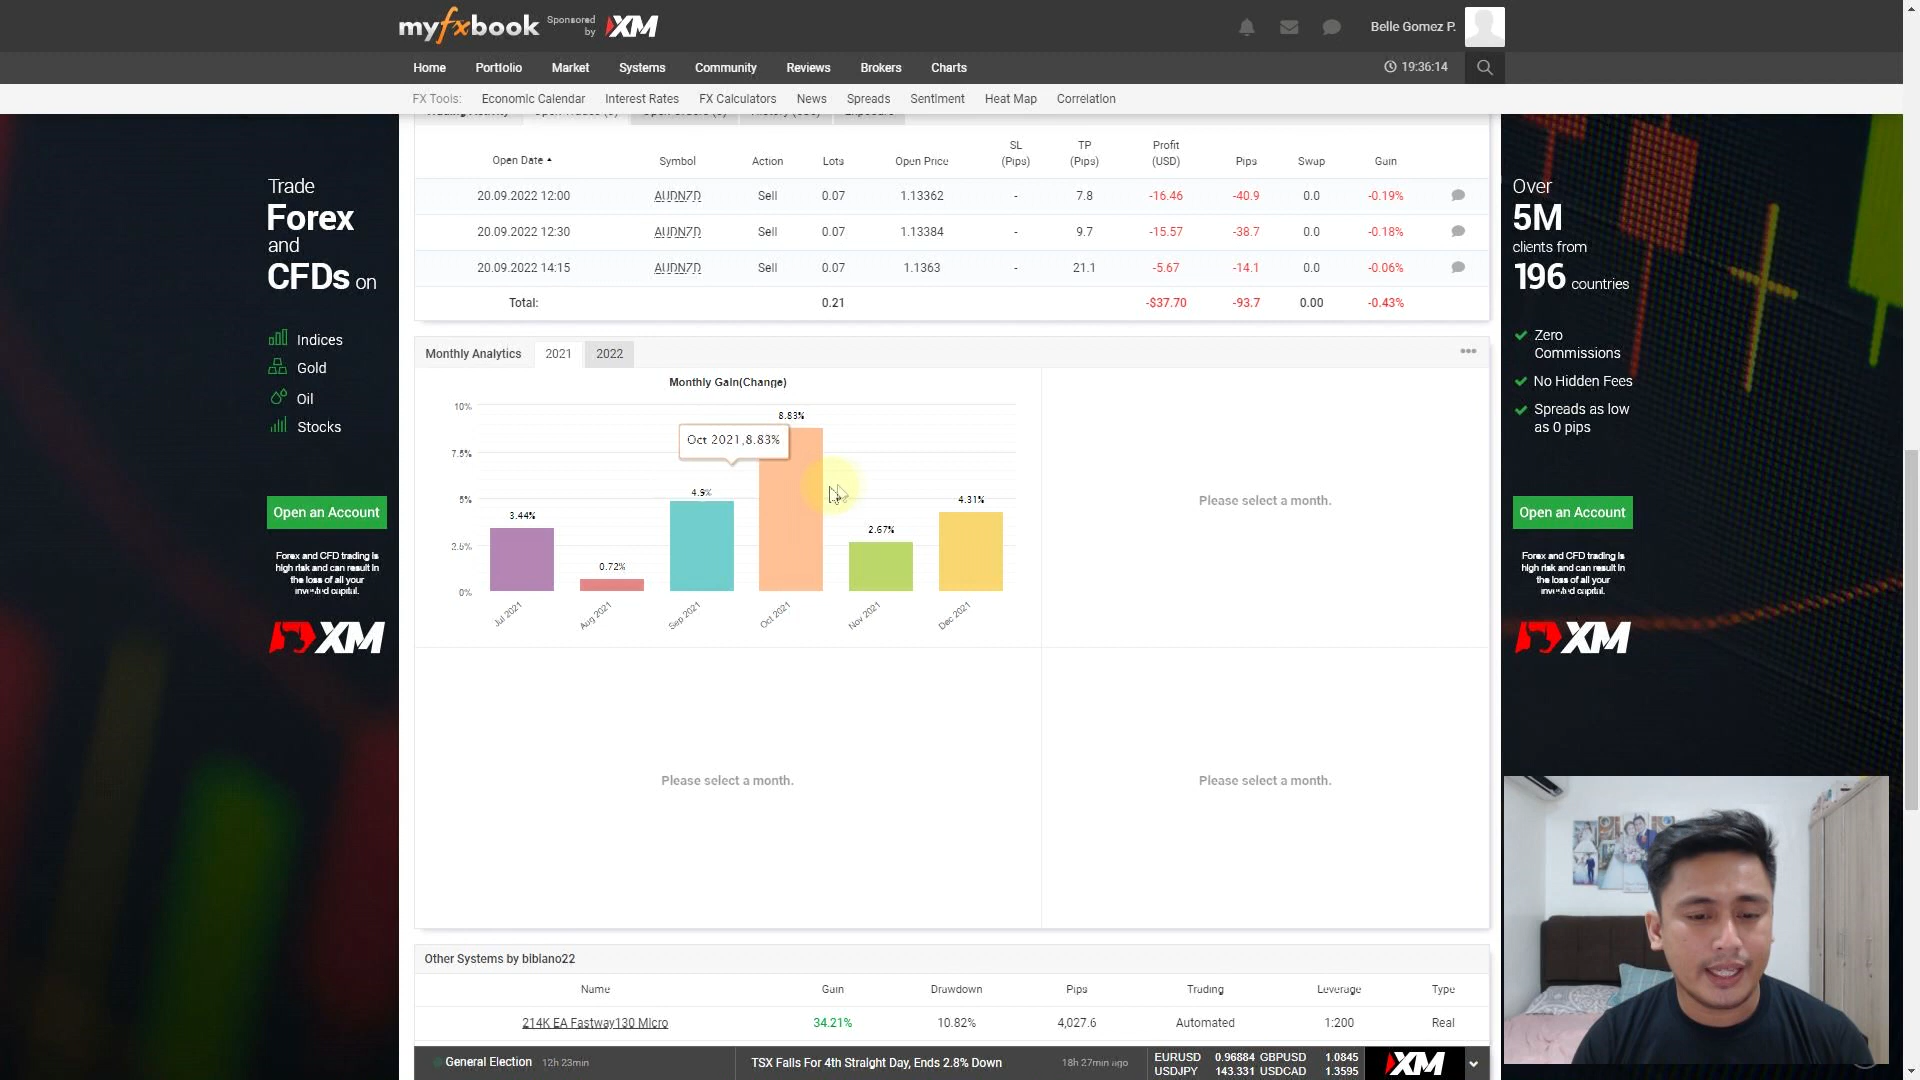 myfxbook Sponsored by XM
Belle Gomez P.
Home Portfolio Market Systems Community Reviews Brokers Charts 19:36:14
FX Tools: Economic Calendar Interest Rates FX Calculators News Spreads Sentiment Heat Map Correlation
Trading Activity Open Trades (3) Open Orders (0) Exposure
Open Date Symbol Action Lots Open Price SL (Pips) TP (Pips) Profit (USD) Pips Swap Gain
20.09.2022 12:00 AUDNZD Sell 0.07 1.13362 - 7.8 -16.46 -40.9 0.0 -0.19%
20.09.2022 12:30 AUDNZD Sell 0.07 1.13384 - 9.7 -15.57 -38.7 0.0 -0.18%
20.09.2022 14:15 AUDNZD Sell 0.07 1.1363 - 21.1 -5.67 -14.1 0.0 -0.06%
Total: 0.21 -$37.70 -93.7 0.00 -0.43%
Monthly Analytics 2021 2022
Monthly Gain(Change)
10%
7.5%
5%
2.5%
0%
3.44%
0.72%
4.9%
8.83%
2.67%
4.31%
Oct 2021,8.83%
Jul 2021 Aug 2021 Sep 2021 Oct 2021 Nov 2021 Dec 2021
Please select a month.
Please select a month.
Please select a month.
Other Systems by bibiano22
Name Gain Drawdown Pips Trading Leverage Type
214K EA Fastway130 Micro 34.21% 10.82% 4,027.6 Automated 1:200 Real
General Election 12h 23min
TSX Falls For 4th Straight Day, Ends 2.8% Down 18h 27min ago
EURUSD 0.96884 GBPUSD 1.0845
USDJPY 143.331 USDCAD 1.3595
XM
Trade
Forex
and
CFDs on
Indices
Gold
Oil
Stocks
Open an Account
Forex and CFD trading is
high risk and can result in
the loss of all your
invested capital.
XM
Over
5M
clients from
196 countries
Zero
Commissions
No Hidden Fees
Spreads as low
as 0 pips
Open an Account
Forex and CFD trading is
high risk and can result in
the loss of all your
invested capital.
XM